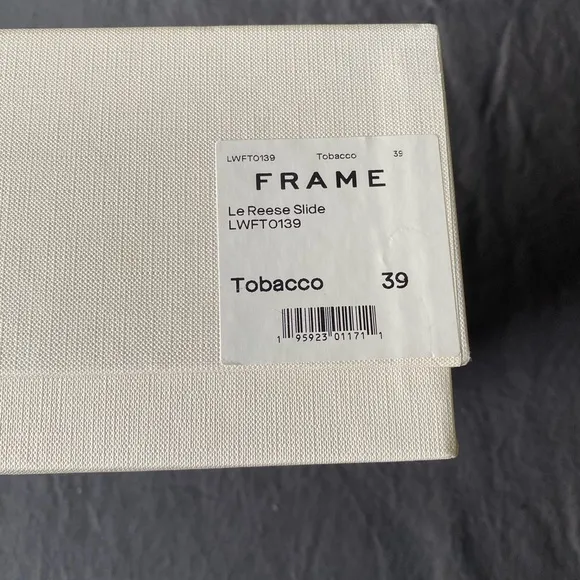 LWFT0139 Tobacco 39
FRAME
Le Reese Slide
LWFT0139
Tobacco 39
1 95923 01171 1